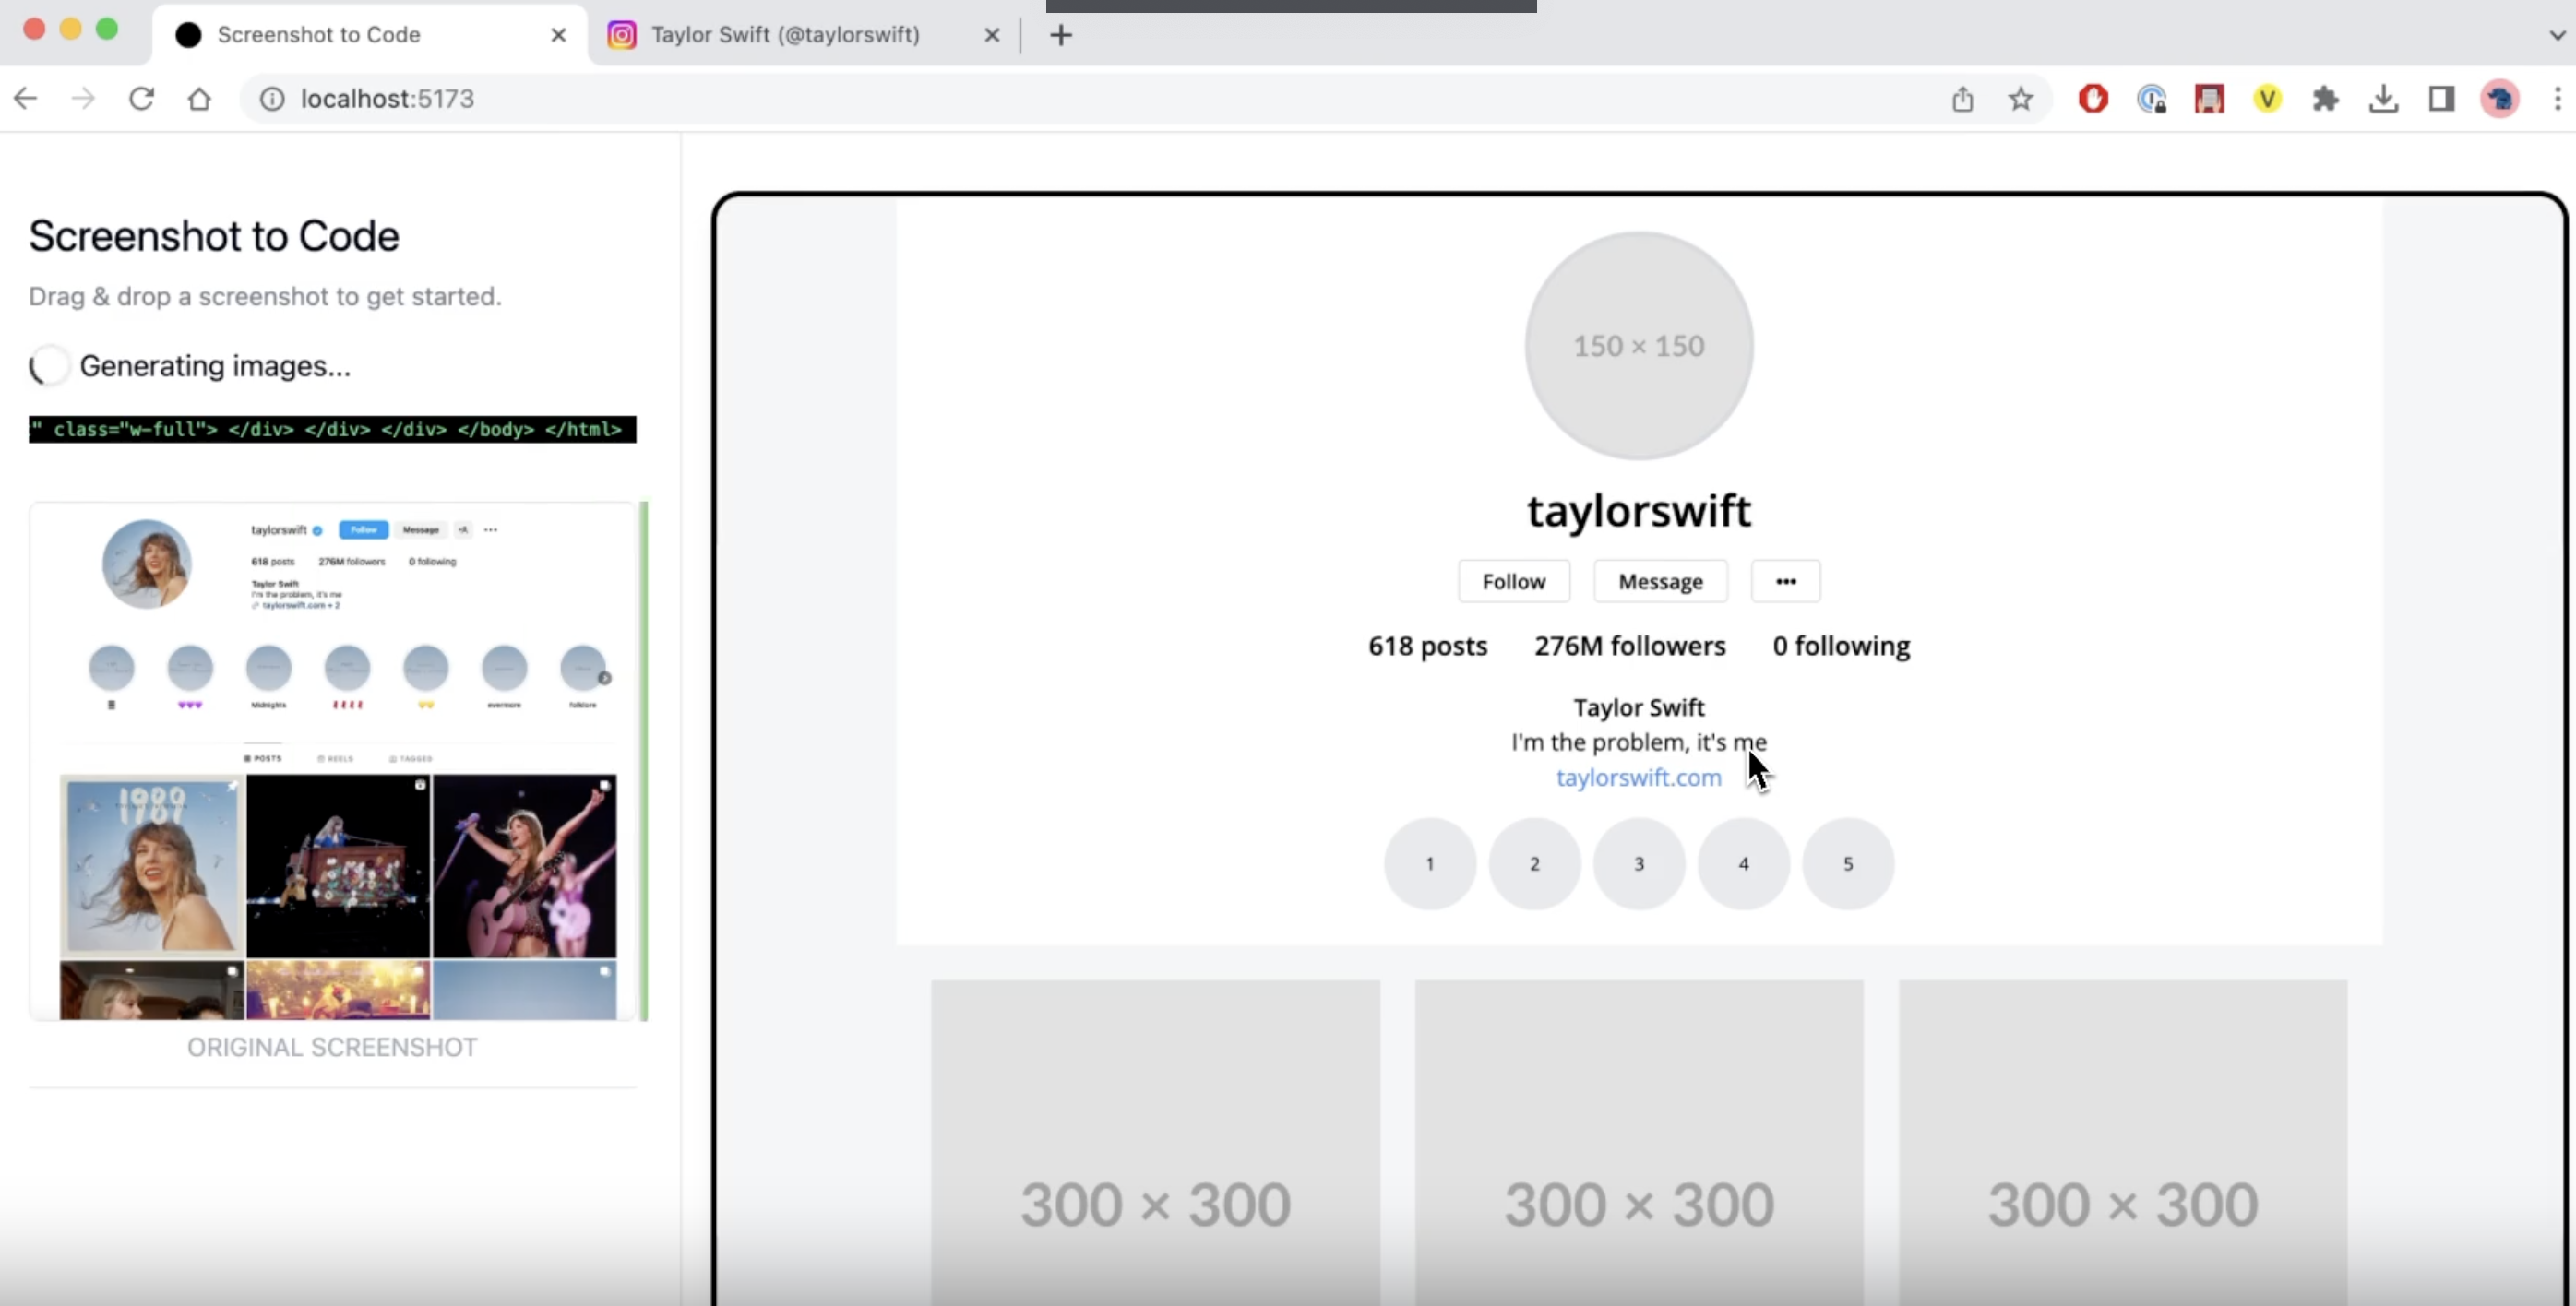 Screenshot to Code
Taylor Swift (@taylorswift)
localhost:5173
V
Screenshot to Code
Drag & drop a screenshot to get started.
Generating images...
" class="w-full"> </div> </div> </div> </body> </html>
taylorswift Follow Message
618 posts 276M followers 0 following
Taylor Swift
I'm the problem, it's me
taylorswift.com + 2
Midnights evermore folklore
POSTS REELS TAGGED
1989
ORIGINAL SCREENSHOT
150 × 150
taylorswift
Follow Message •••
618 posts 276M followers 0 following
Taylor Swift
I'm the problem, it's me
taylorswift.com
1 2 3 4 5
300 × 300 300 × 300 300 × 300